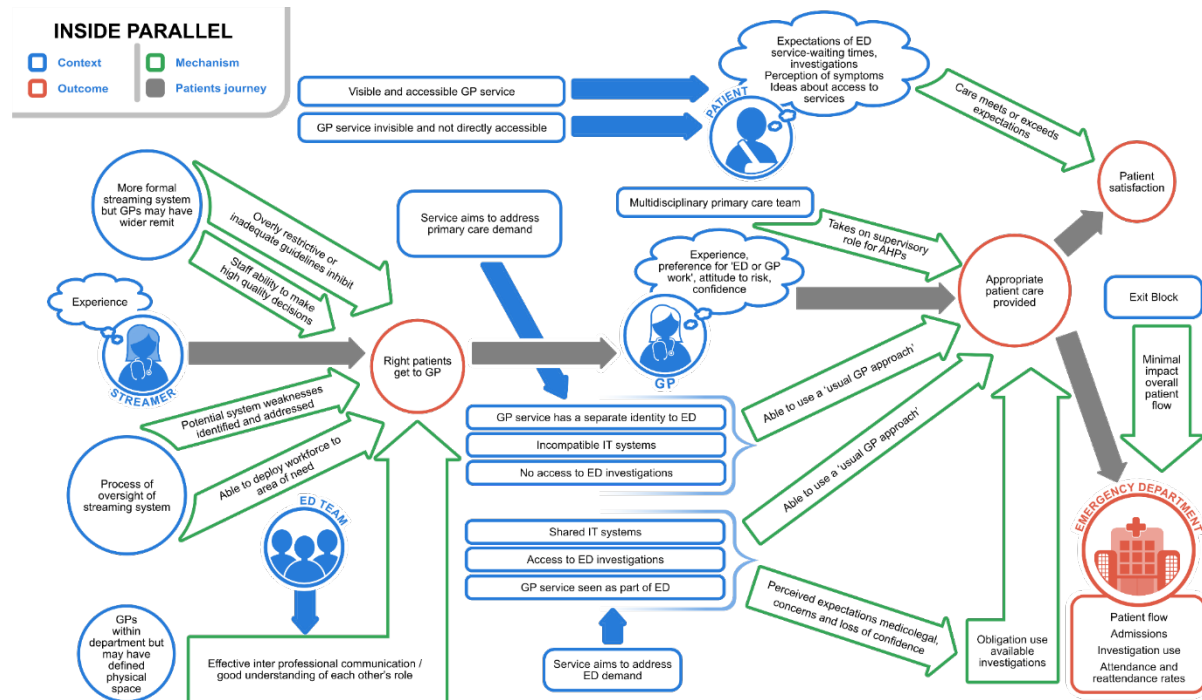 INSIDE PARALLEL
Context
Mechanism
Outcome
Patients journey
Visible and accessible GP service
GP service invisible and not directly accessible
PATIENT
Expectations of ED
service-waiting times,
investigations
Perception of symptoms
Ideas about access to
services
Care meets or exceeds
expectations
Patient
satisfaction
More formal
streaming system
but GPs may have
wider remit
Overly restrictive or
inadequate guidelines inhibit
Staff ability to make
high quality decisions
Service aims to address
primary care demand
Multidisciplinary primary care team
Takes on supervisory
role for AHPs
Experience,
preference for 'ED or GP
work', attitude to risk,
confidence
Appropriate
patient care
provided
Exit Block
Experience
STREAMER
Right patients
get to GP
GP
Minimal
impact
overall
patient
flow
Potential system weaknesses
identified and addressed
Able to deploy workforce to
area of need
Process of
oversight of
streaming system
GP service has a separate identity to ED
Incompatible IT systems
No access to ED investigations
Able to use a 'usual GP approach'
Able to use a 'usual GP approach'
ED TEAM
Shared IT systems
Access to ED investigations
GP service seen as part of ED
EMERGENCY DEPARTMENT
Perceived expectations medicolegal,
concerns and loss of confidence
GPs
within
department but
may have
defined
physical
space
Effective inter professional communication /
good understanding of each other's role
Service aims to address
ED demand
Obligation use
available
investigations
Patient flow
Admissions
Investigation use
Attendance and
reattendance rates